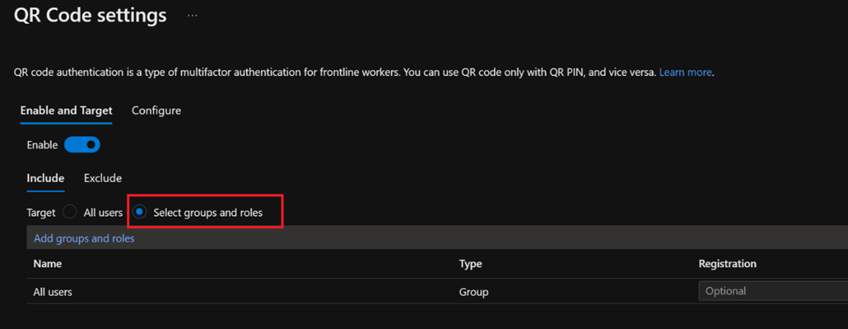 QR Code settings ...
QR code authentication is a type of multifactor authentication for frontline workers. You can use QR code only with QR PIN, and vice versa. Learn more.
Enable and Target Configure
Enable
Include Exclude
Target All users Select groups and roles
Add groups and roles
Name Type Registration
All users Group Optional